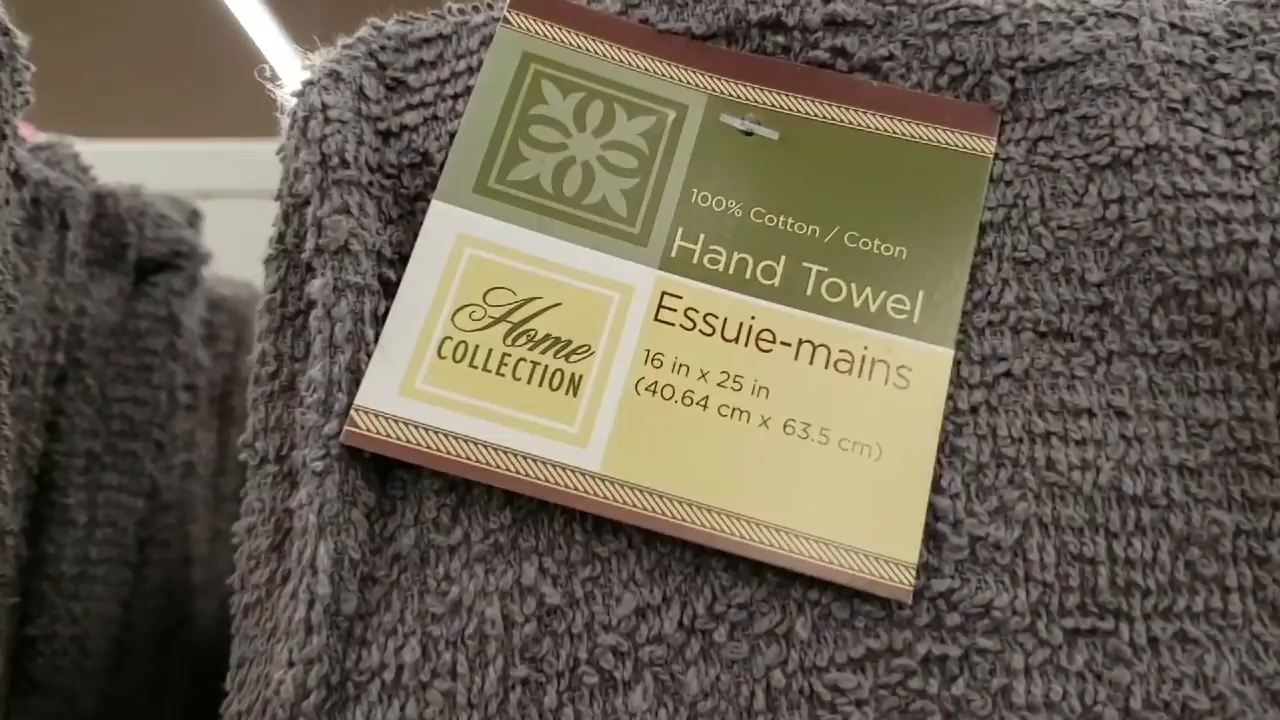 100% Cotton / Coton
Hand Towel
Essuie-mains
16 in x 25 in
(40.64 cm x 63.5 cm)
Home
COLLECTION